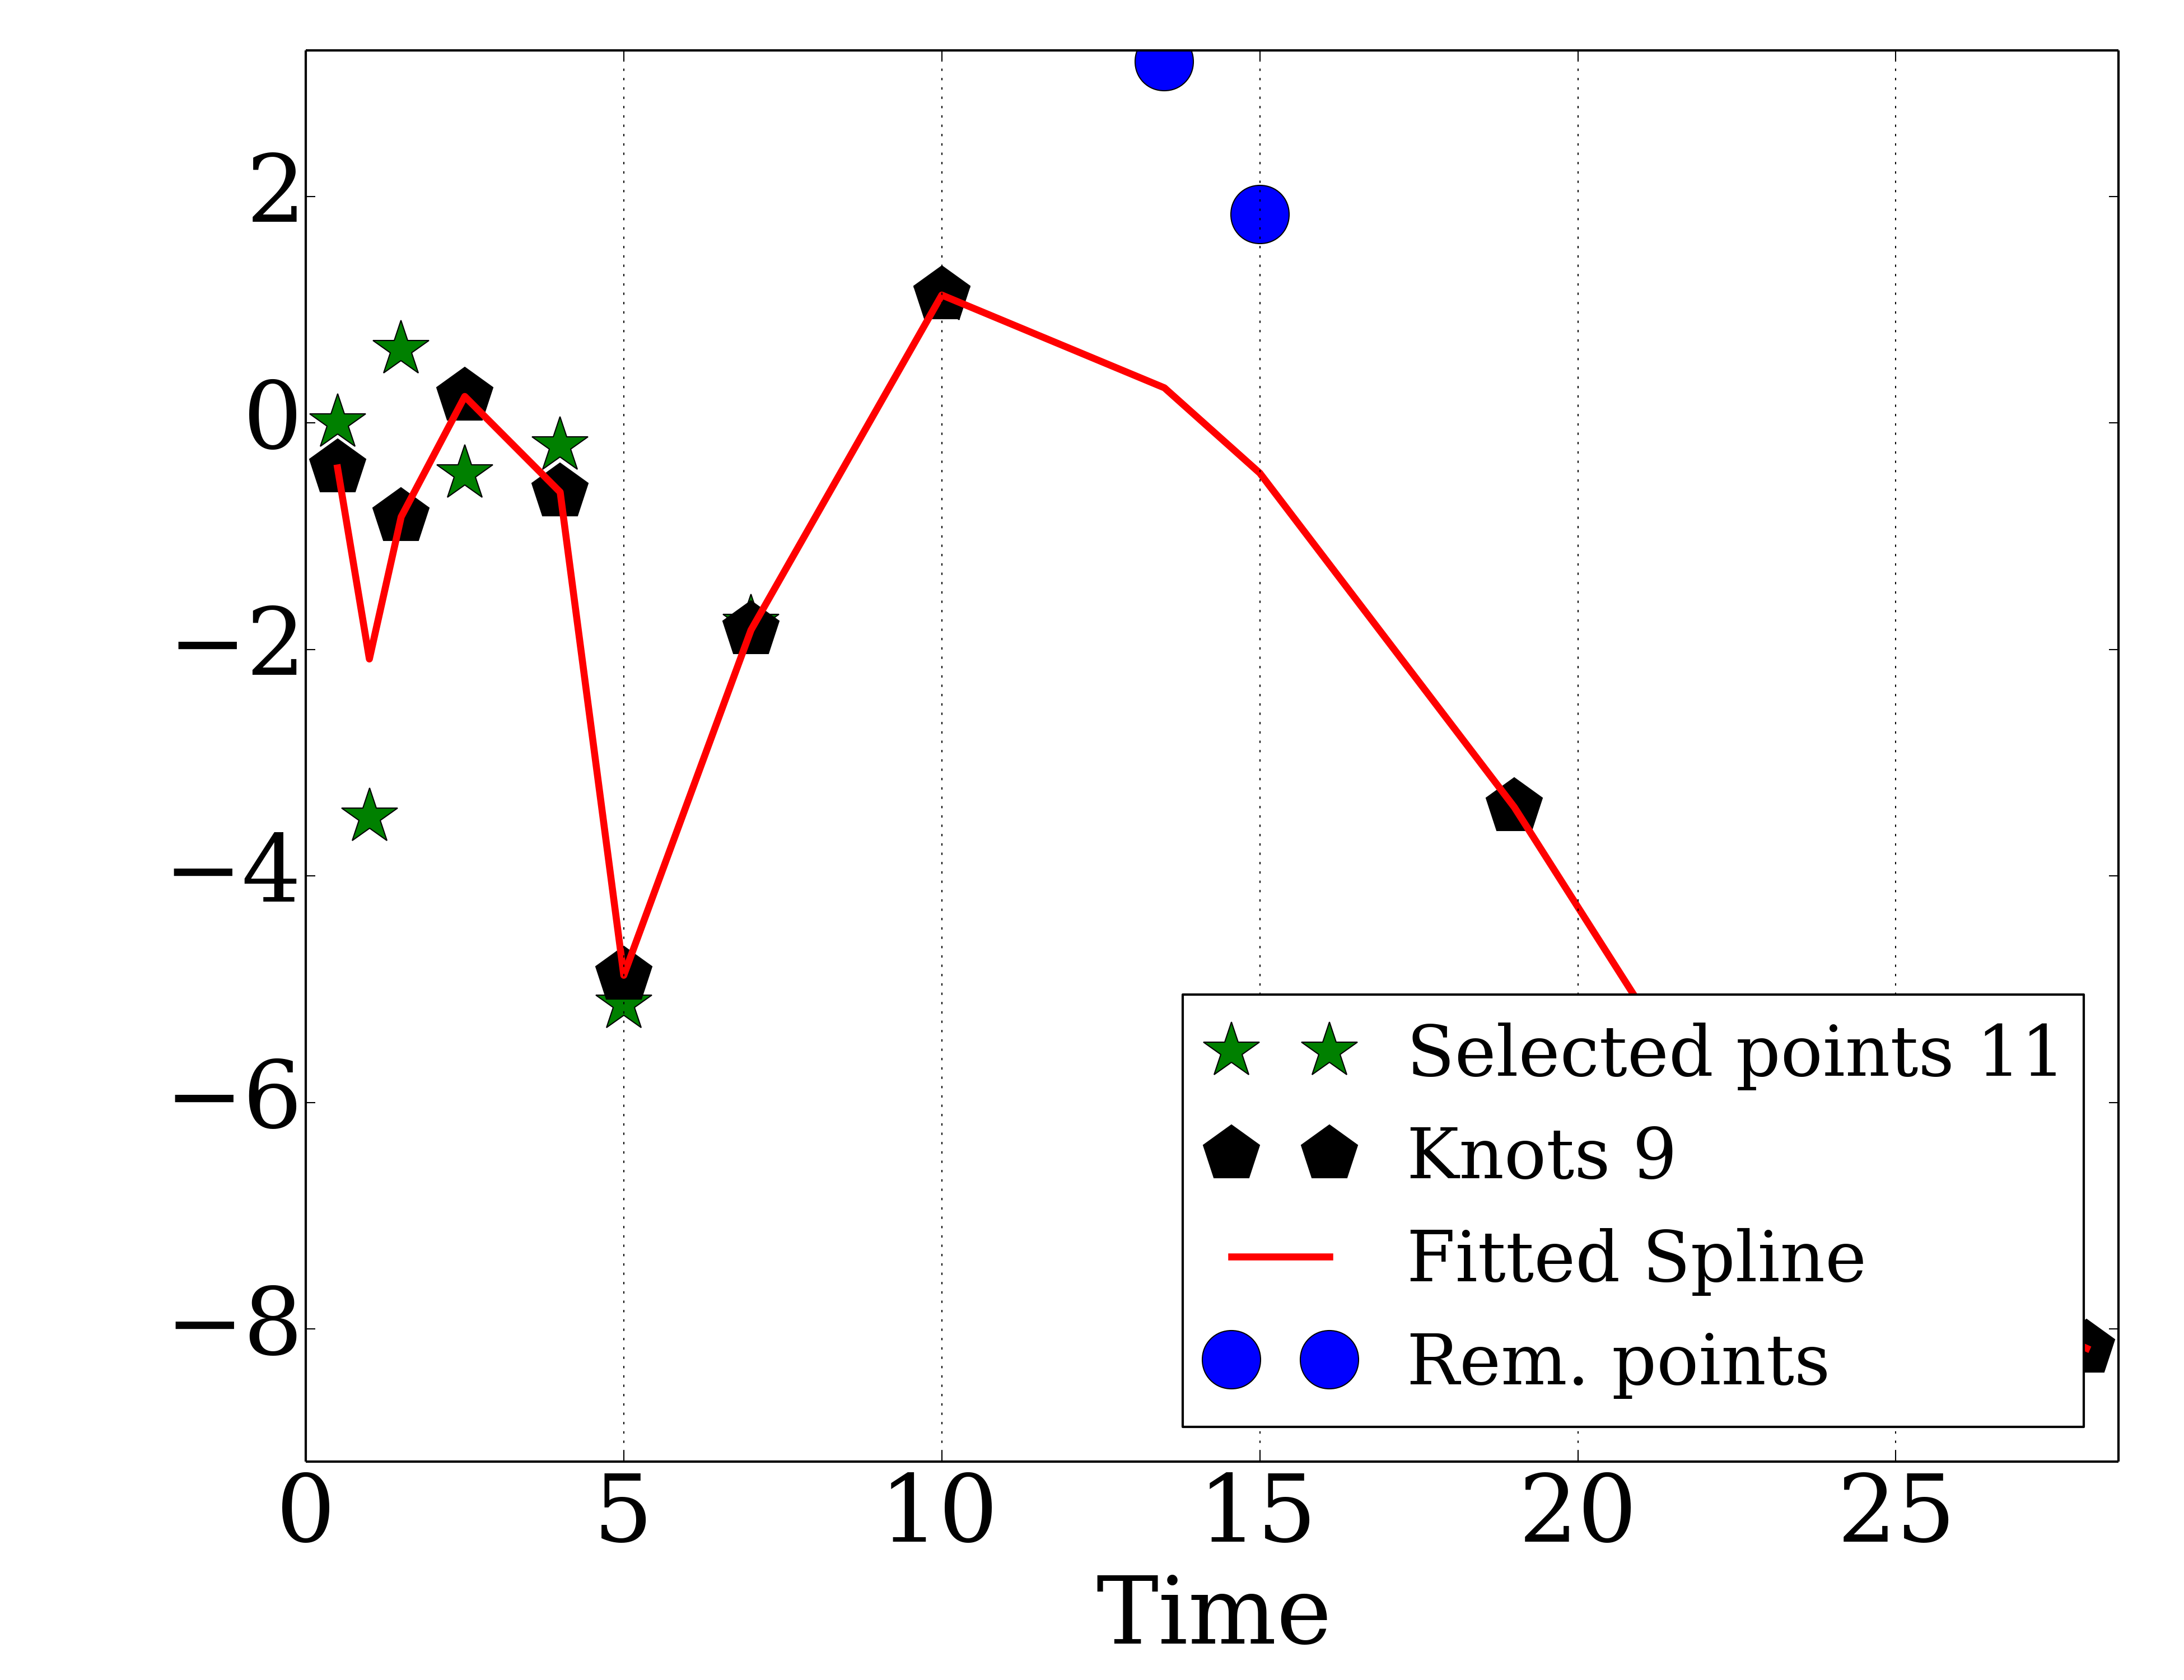 2
0
−2
−4
−6
−8
0 5 10 15 20 25
Time
Selected points 11
Knots 9
Fitted Spline
Rem. points